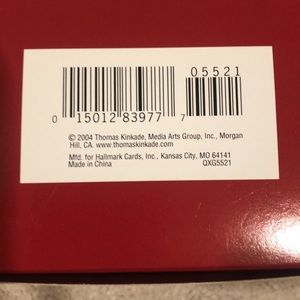 05521
0 15012 83977 7
© 2004 Thomas Kinkade, Media Arts Group, Inc., Morgan
Hill, CA. www.thomaskinkade.com
Mfd. for Hallmark Cards, Inc., Kansas City, MO 64141
Made in China QXG5521